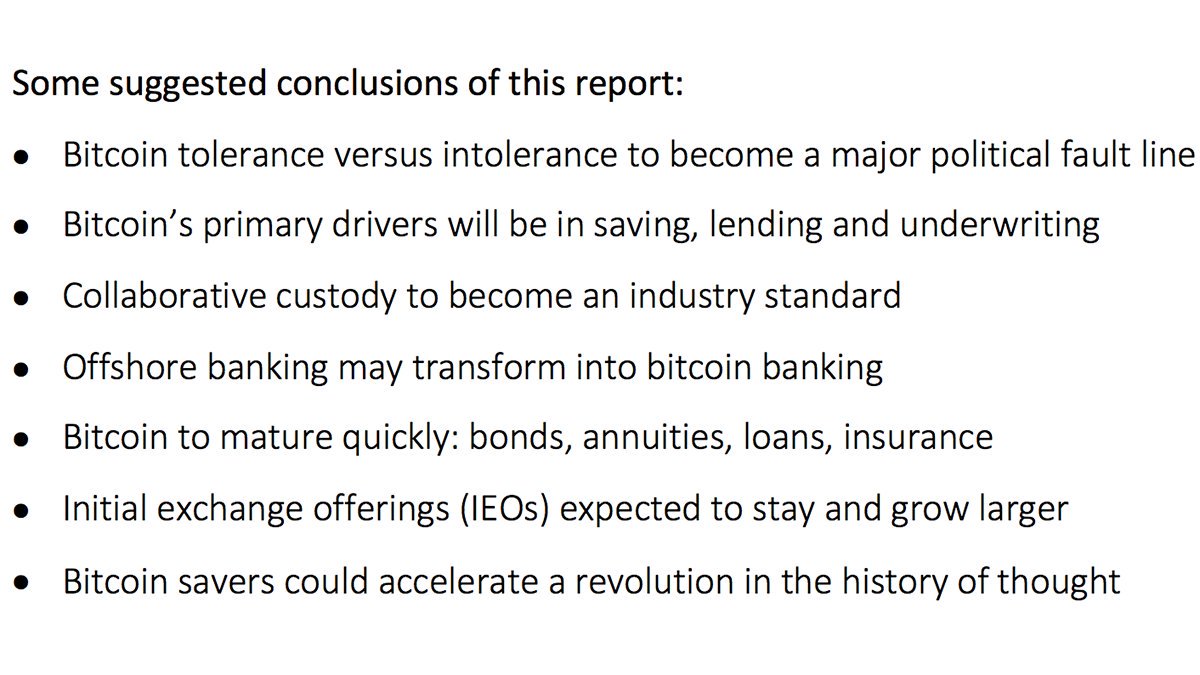 Some suggested conclusions of this report:
● Bitcoin tolerance versus intolerance to become a major political fault line
● Bitcoin’s primary drivers will be in saving, lending and underwriting
● Collaborative custody to become an industry standard
● Offshore banking may transform into bitcoin banking
● Bitcoin to mature quickly: bonds, annuities, loans, insurance
● Initial exchange offerings (IEOs) expected to stay and grow larger
● Bitcoin savers could accelerate a revolution in the history of thought